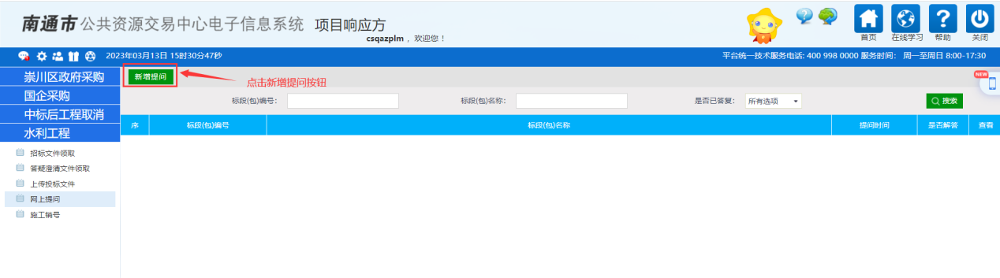 南通市公共资源交易中心电子信息系统 项目响应方
csqazplm，欢迎您！
首页 在线学习 帮助 关闭
2023年03月13日 15时30分47秒
平台统一技术服务电话: 400 998 0000 服务时间： 周一至周日 8:00-17:30
崇川区政府采购
国企采购
中标后工程取消
水利工程
招标文件领取
答疑澄清文件领取
上传投标文件
网上提问
施工销号
新增提问
点击新增提问按钮
NEW
标段(包)编号：
标段(包)名称：
是否已答复： 所有选项
搜索
序 标段(包)编号 标段(包)名称 提问时间 是否解答 查看